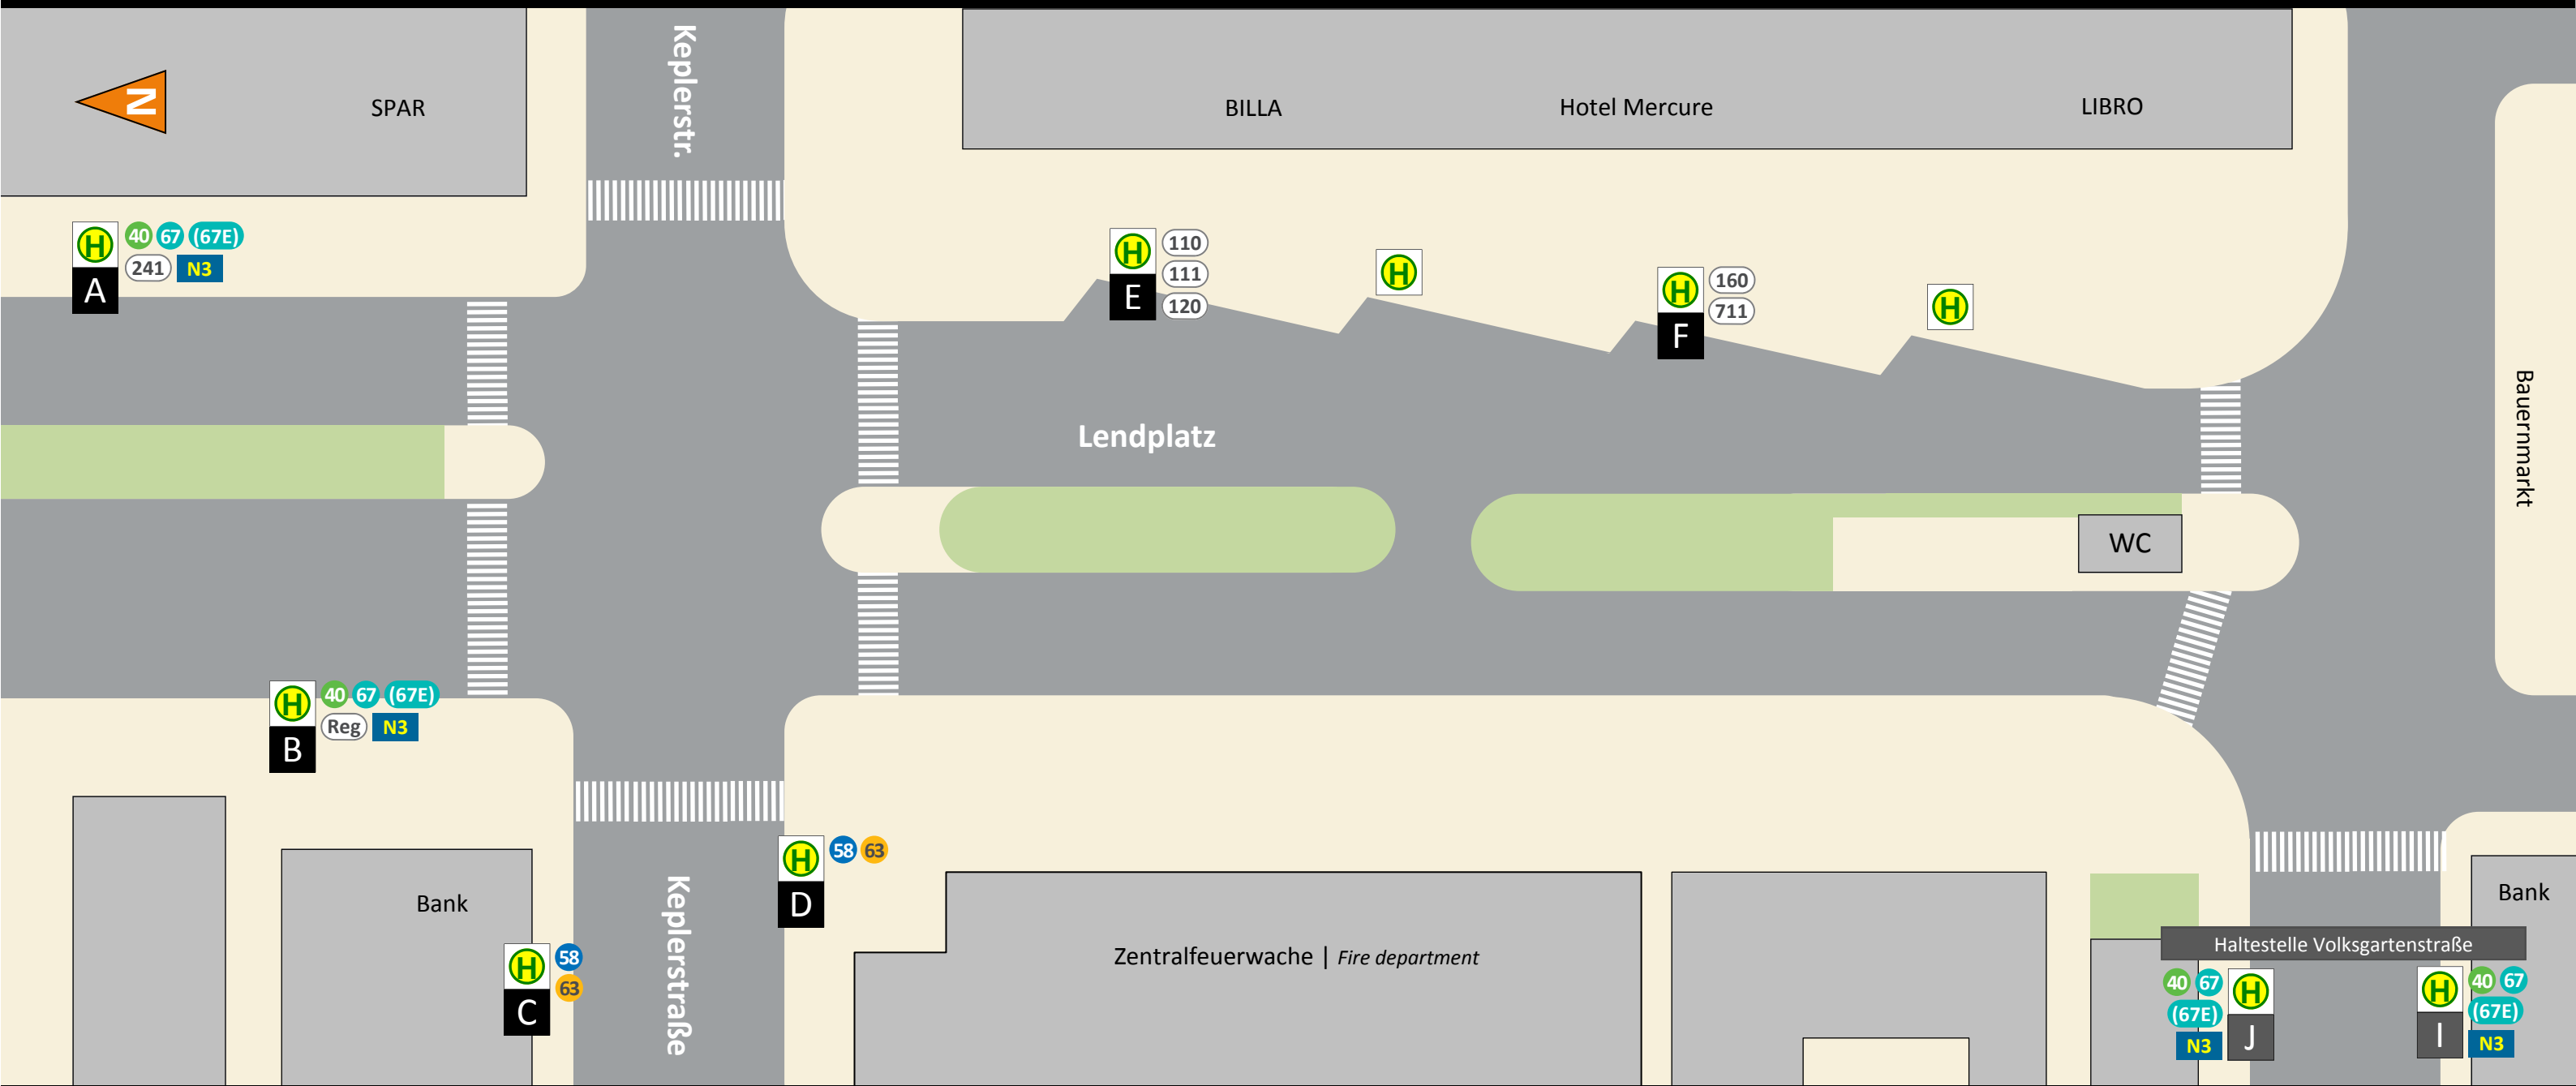 Keplerstr.
N
SPAR
BILLA
Hotel Mercure
LIBRO
H
A
40 67 (67E)
241 N3
H
E
110
111
120
H
H
F
160
711
H
Lendplatz
Bauernmarkt
WC
H
B
40 67 (67E)
Reg N3
H
D
58 63
Bank
H
C
58
63
Keplerstraße
Zentralfeuerwache | Fire department
Bank
Haltestelle Volksgartenstraße
40 67
(67E)
N3
H
J
H
I
40 67
(67E)
N3